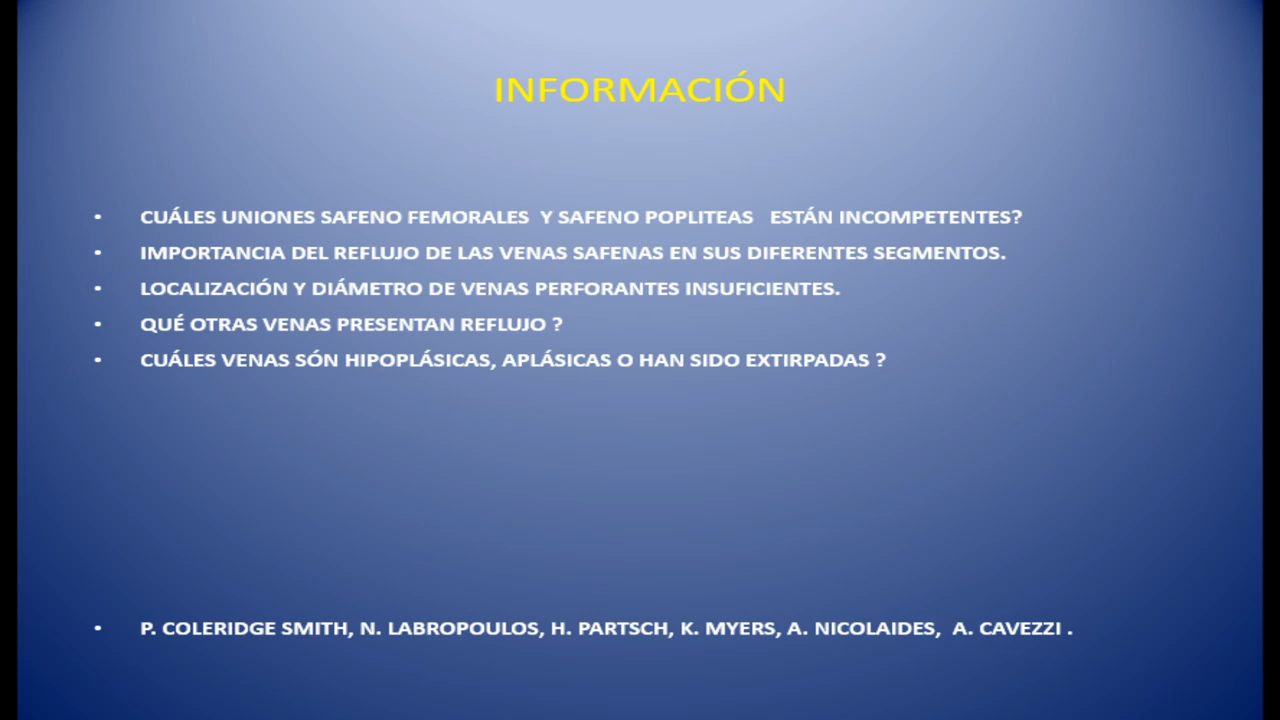 INFORMACIÓN
• CUÁLES UNIONES SAFENO FEMORALES Y SAFENO POPLITEAS ESTÁN INCOMPETENTES?
• IMPORTANCIA DEL REFLUJO DE LAS VENAS SAFENAS EN SUS DIFERENTES SEGMENTOS.
• LOCALIZACIÓN Y DIÁMETRO DE VENAS PERFORANTES INSUFICIENTES.
• QUÉ OTRAS VENAS PRESENTAN REFLUJO ?
• CUÁLES VENAS SÓN HIPOPLÁSICAS, APLÁSICAS O HAN SIDO EXTIRPADAS ?
• P. COLERIDGE SMITH, N. LABROPOULOS, H. PARTSCH, K. MYERS, A. NICOLAIDES, A. CAVEZZI .